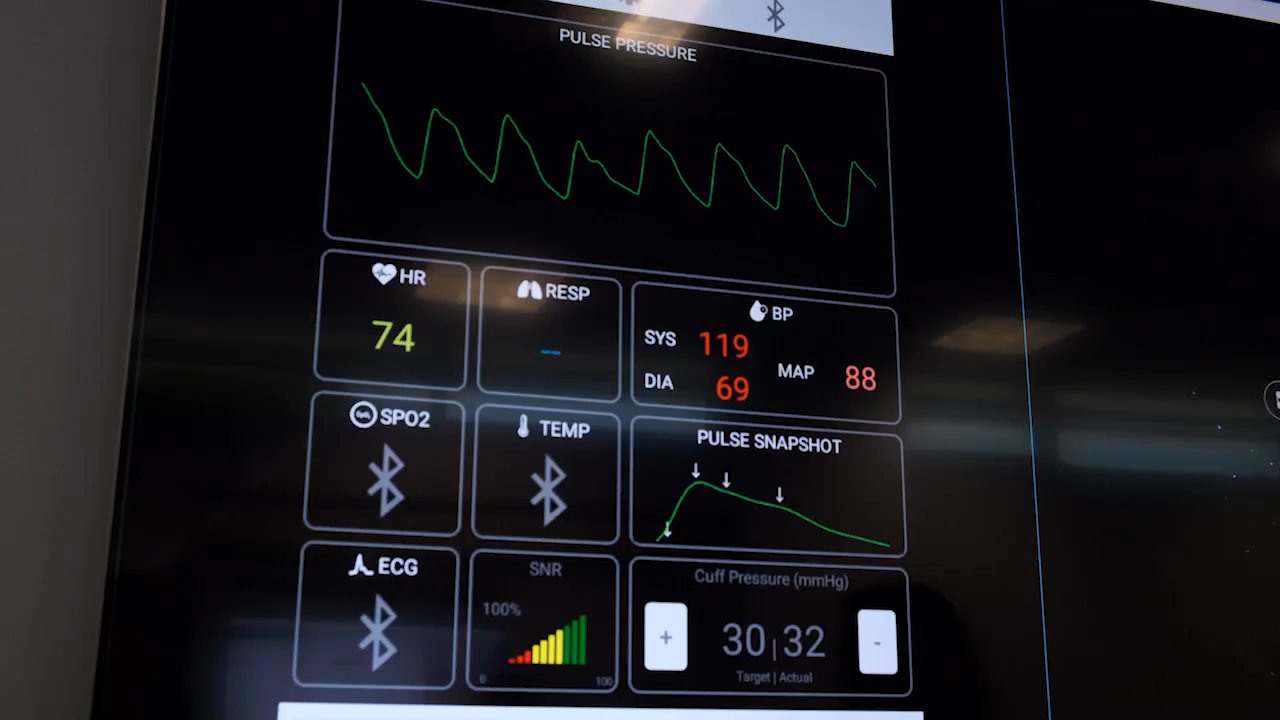 PULSE PRESSURE
HR
74
RESP
--
BP
SYS 119
DIA 69
MAP 88
SPO2
TEMP
PULSE SNAPSHOT
ECG
SNR
100%
0 100
Cuff Pressure (mmHg)
+ 30 | 32 -
Target | Actual